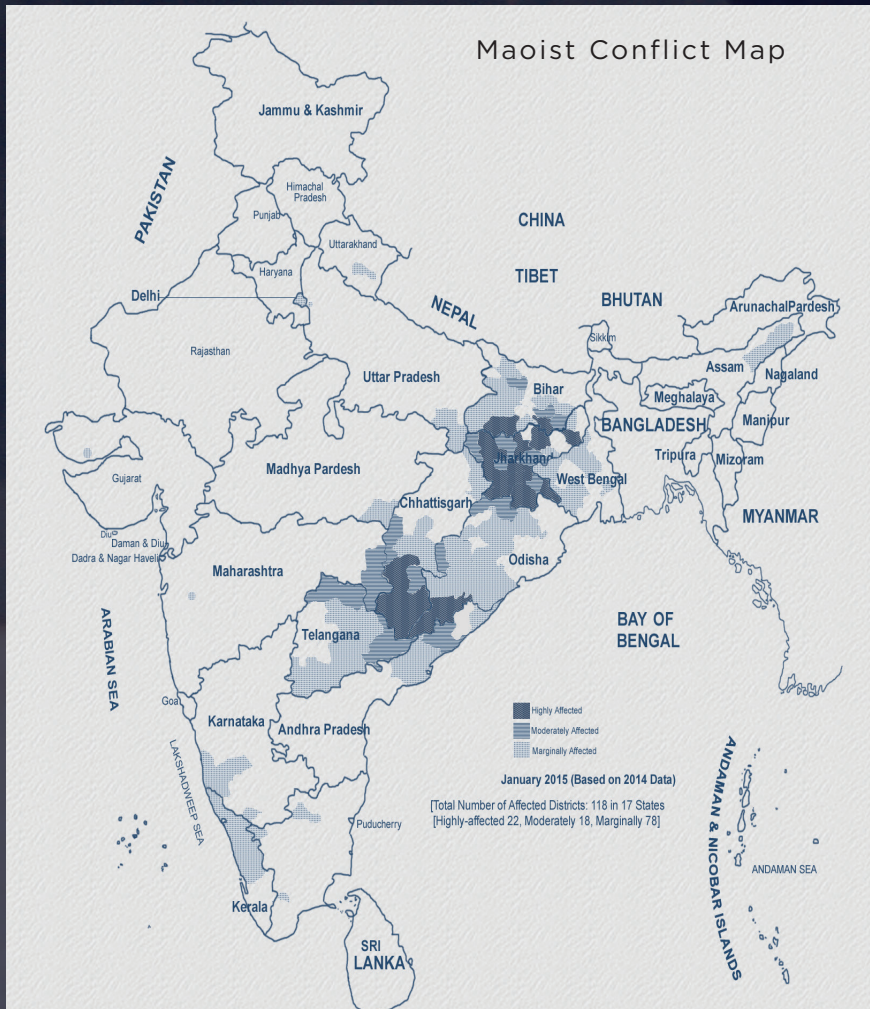 Maoist Conflict Map
Jammu & Kashmir
PAKISTAN
Himachal
Pradesh
Punjab
CHINA
Uttarakhand
Haryana
TIBET
Delhi
BHUTAN
NEPAL
ArunachalPardesh
Sikkim
Rajasthan
Assam
Nagaland
Uttar Pradesh
Bihar
Meghalaya
BANGLADESH
Manipur
Jharkhand
Tripura
Mizoram
Madhya Pardesh
Gujarat
West Bengal
Chhattisgarh
MYANMAR
Diu
Daman & Diu
Dadra & Nagar Haveli
Odisha
Maharashtra
ARABIAN SEA
BAY OF
BENGAL
Telangana
Goa
Karnataka
Andhra Pradesh
Highly Affected
Moderately Affected
Marginally Affected
LAKSHADWEEP SEA
January 2015 (Based on 2014 Data)
[Total Number of Affected Districts: 118 in 17 States
[Highly-affected 22, Moderately 18, Marginally 78]
Puducherry
ANDAMAN & NICOBAR ISLANDS
ANDAMAN SEA
Kerala
SRI
LANKA